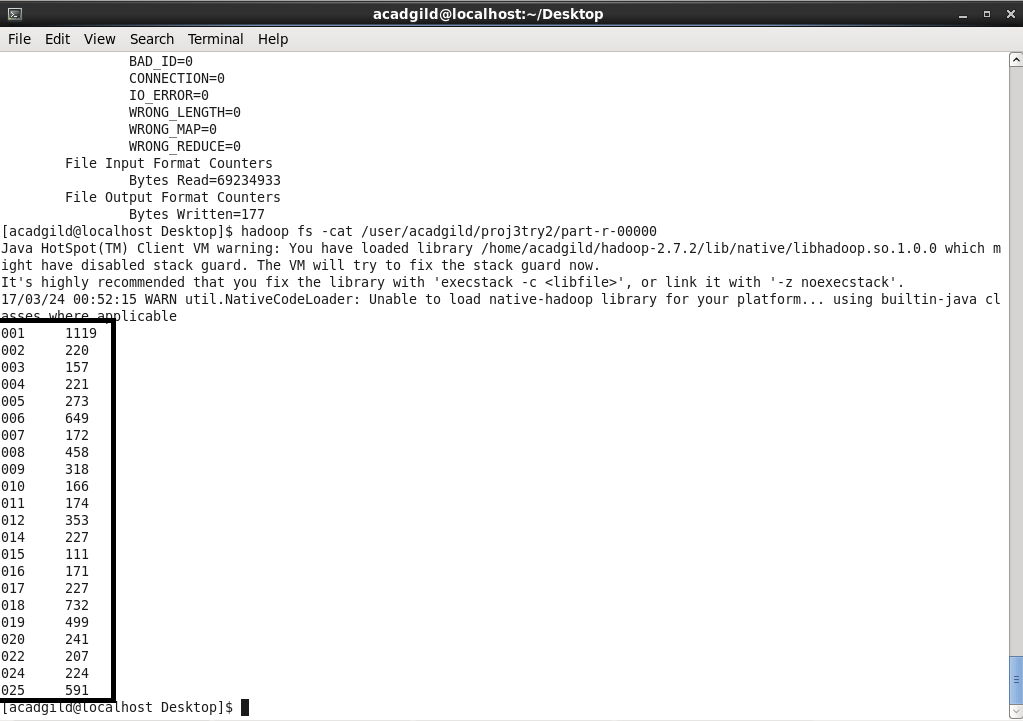 acadgild@localhost:~/Desktop
File Edit View Search Terminal Help
BAD_ID=0
CONNECTION=0
IO_ERROR=0
WRONG_LENGTH=0
WRONG_MAP=0
WRONG_REDUCE=0
File Input Format Counters
Bytes Read=69234933
File Output Format Counters
Bytes Written=177
[acadgild@localhost Desktop]$ hadoop fs -cat /user/acadgild/proj3try2/part-r-00000
Java HotSpot(TM) Client VM warning: You have loaded library /home/acadgild/hadoop-2.7.2/lib/native/libhadoop.so.1.0.0 which m
ight have disabled stack guard. The VM will try to fix the stack guard now.
It's highly recommended that you fix the library with 'execstack -c <libfile>', or link it with '-z noexecstack'.
17/03/24 00:52:15 WARN util.NativeCodeLoader: Unable to load native-hadoop library for your platform... using builtin-java cl
asses where applicable
001 1119
002 220
003 157
004 221
005 273
006 649
007 172
008 458
009 318
010 166
011 174
012 353
014 227
015 111
016 171
017 227
018 732
019 499
020 241
022 207
024 224
025 591
[acadgild@localhost Desktop]$